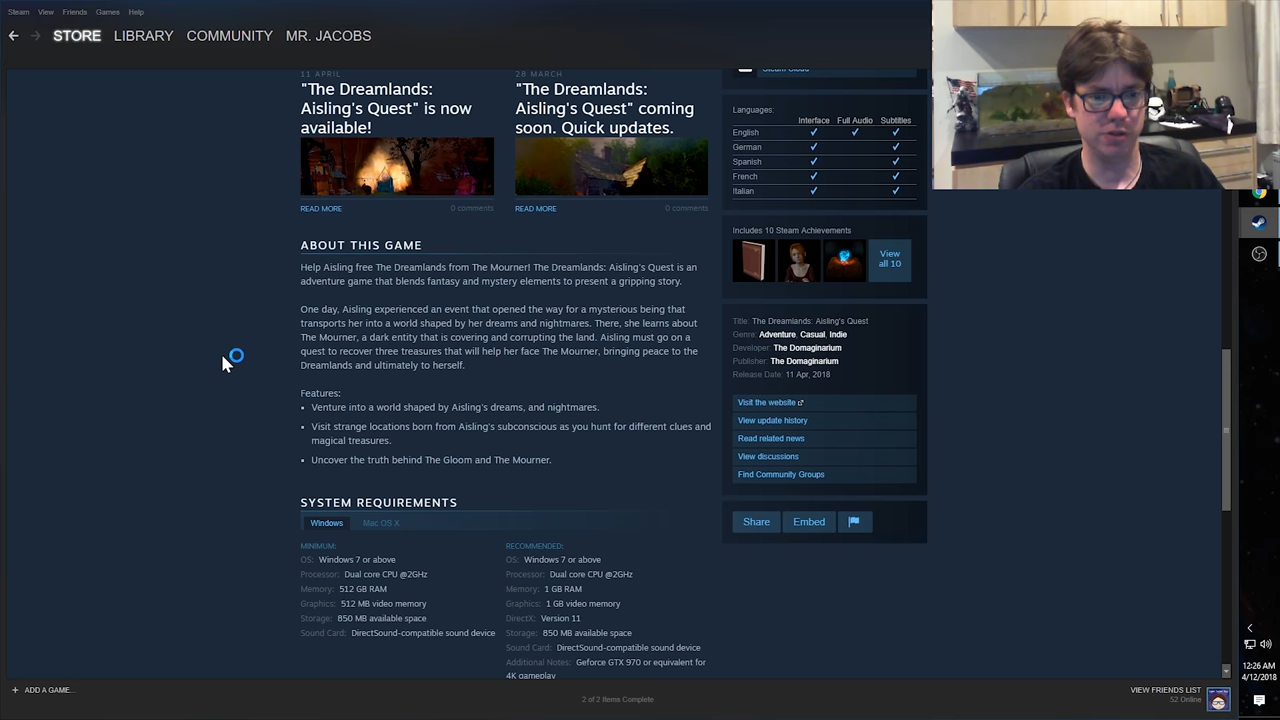 Steam View Friends Games Help
STORE LIBRARY COMMUNITY MR. JACOBS
11 APRIL
"The Dreamlands:
Aisling's Quest" is now
available!
READ MORE 0 comments
28 MARCH
"The Dreamlands:
Aisling's Quest" coming
soon. Quick updates.
READ MORE 0 comments
ABOUT THIS GAME
Help Aisling free The Dreamlands from The Mourner! The Dreamlands: Aisling's Quest is an
adventure game that blends fantasy and mystery elements to present a gripping story.
One day, Aisling experienced an event that opened the way for a mysterious being that
transports her into a world shaped by her dreams and nightmares. There, she learns about
The Mourner, a dark entity that is covering and corrupting the land. Aisling must go on a
quest to recover three treasures that will help her face The Mourner, bringing peace to the
Dreamlands and ultimately to herself.
Features:
Venture into a world shaped by Aisling's dreams, and nightmares.
Visit strange locations born from Aisling's subconscious as you hunt for different clues and
magical treasures.
Uncover the truth behind The Gloom and The Mourner.
SYSTEM REQUIREMENTS
Windows Mac OS X
MINIMUM:
OS: Windows 7 or above
Processor: Dual core CPU @2GHz
Memory: 512 GB RAM
Graphics: 512 MB video memory
Storage: 850 MB available space
Sound Card: DirectSound-compatible sound device
RECOMMENDED:
OS: Windows 7 or above
Processor: Dual core CPU @2GHz
Memory: 1 GB RAM
Graphics: 1 GB video memory
DirectX: Version 11
Storage: 850 MB available space
Sound Card: DirectSound-compatible sound device
Additional Notes: Geforce GTX 970 or equivalent for
4K gameplay
Steam Cloud
Languages:
Interface Full Audio Subtitles
English ✓ ✓ ✓
German ✓ ✓
Spanish ✓ ✓
French ✓ ✓
Italian ✓ ✓
Includes 10 Steam Achievements
View
all 10
Title: The Dreamlands: Aisling's Quest
Genre: Adventure, Casual, Indie
Developer: The Domaginarium
Publisher: The Domaginarium
Release Date: 11 Apr, 2018
Visit the website
View update history
Read related news
View discussions
Find Community Groups
Share Embed
+ ADD A GAME...
2 of 2 Items Complete
VIEW FRIENDS LIST
52 Online
12:26 AM
4/12/2018